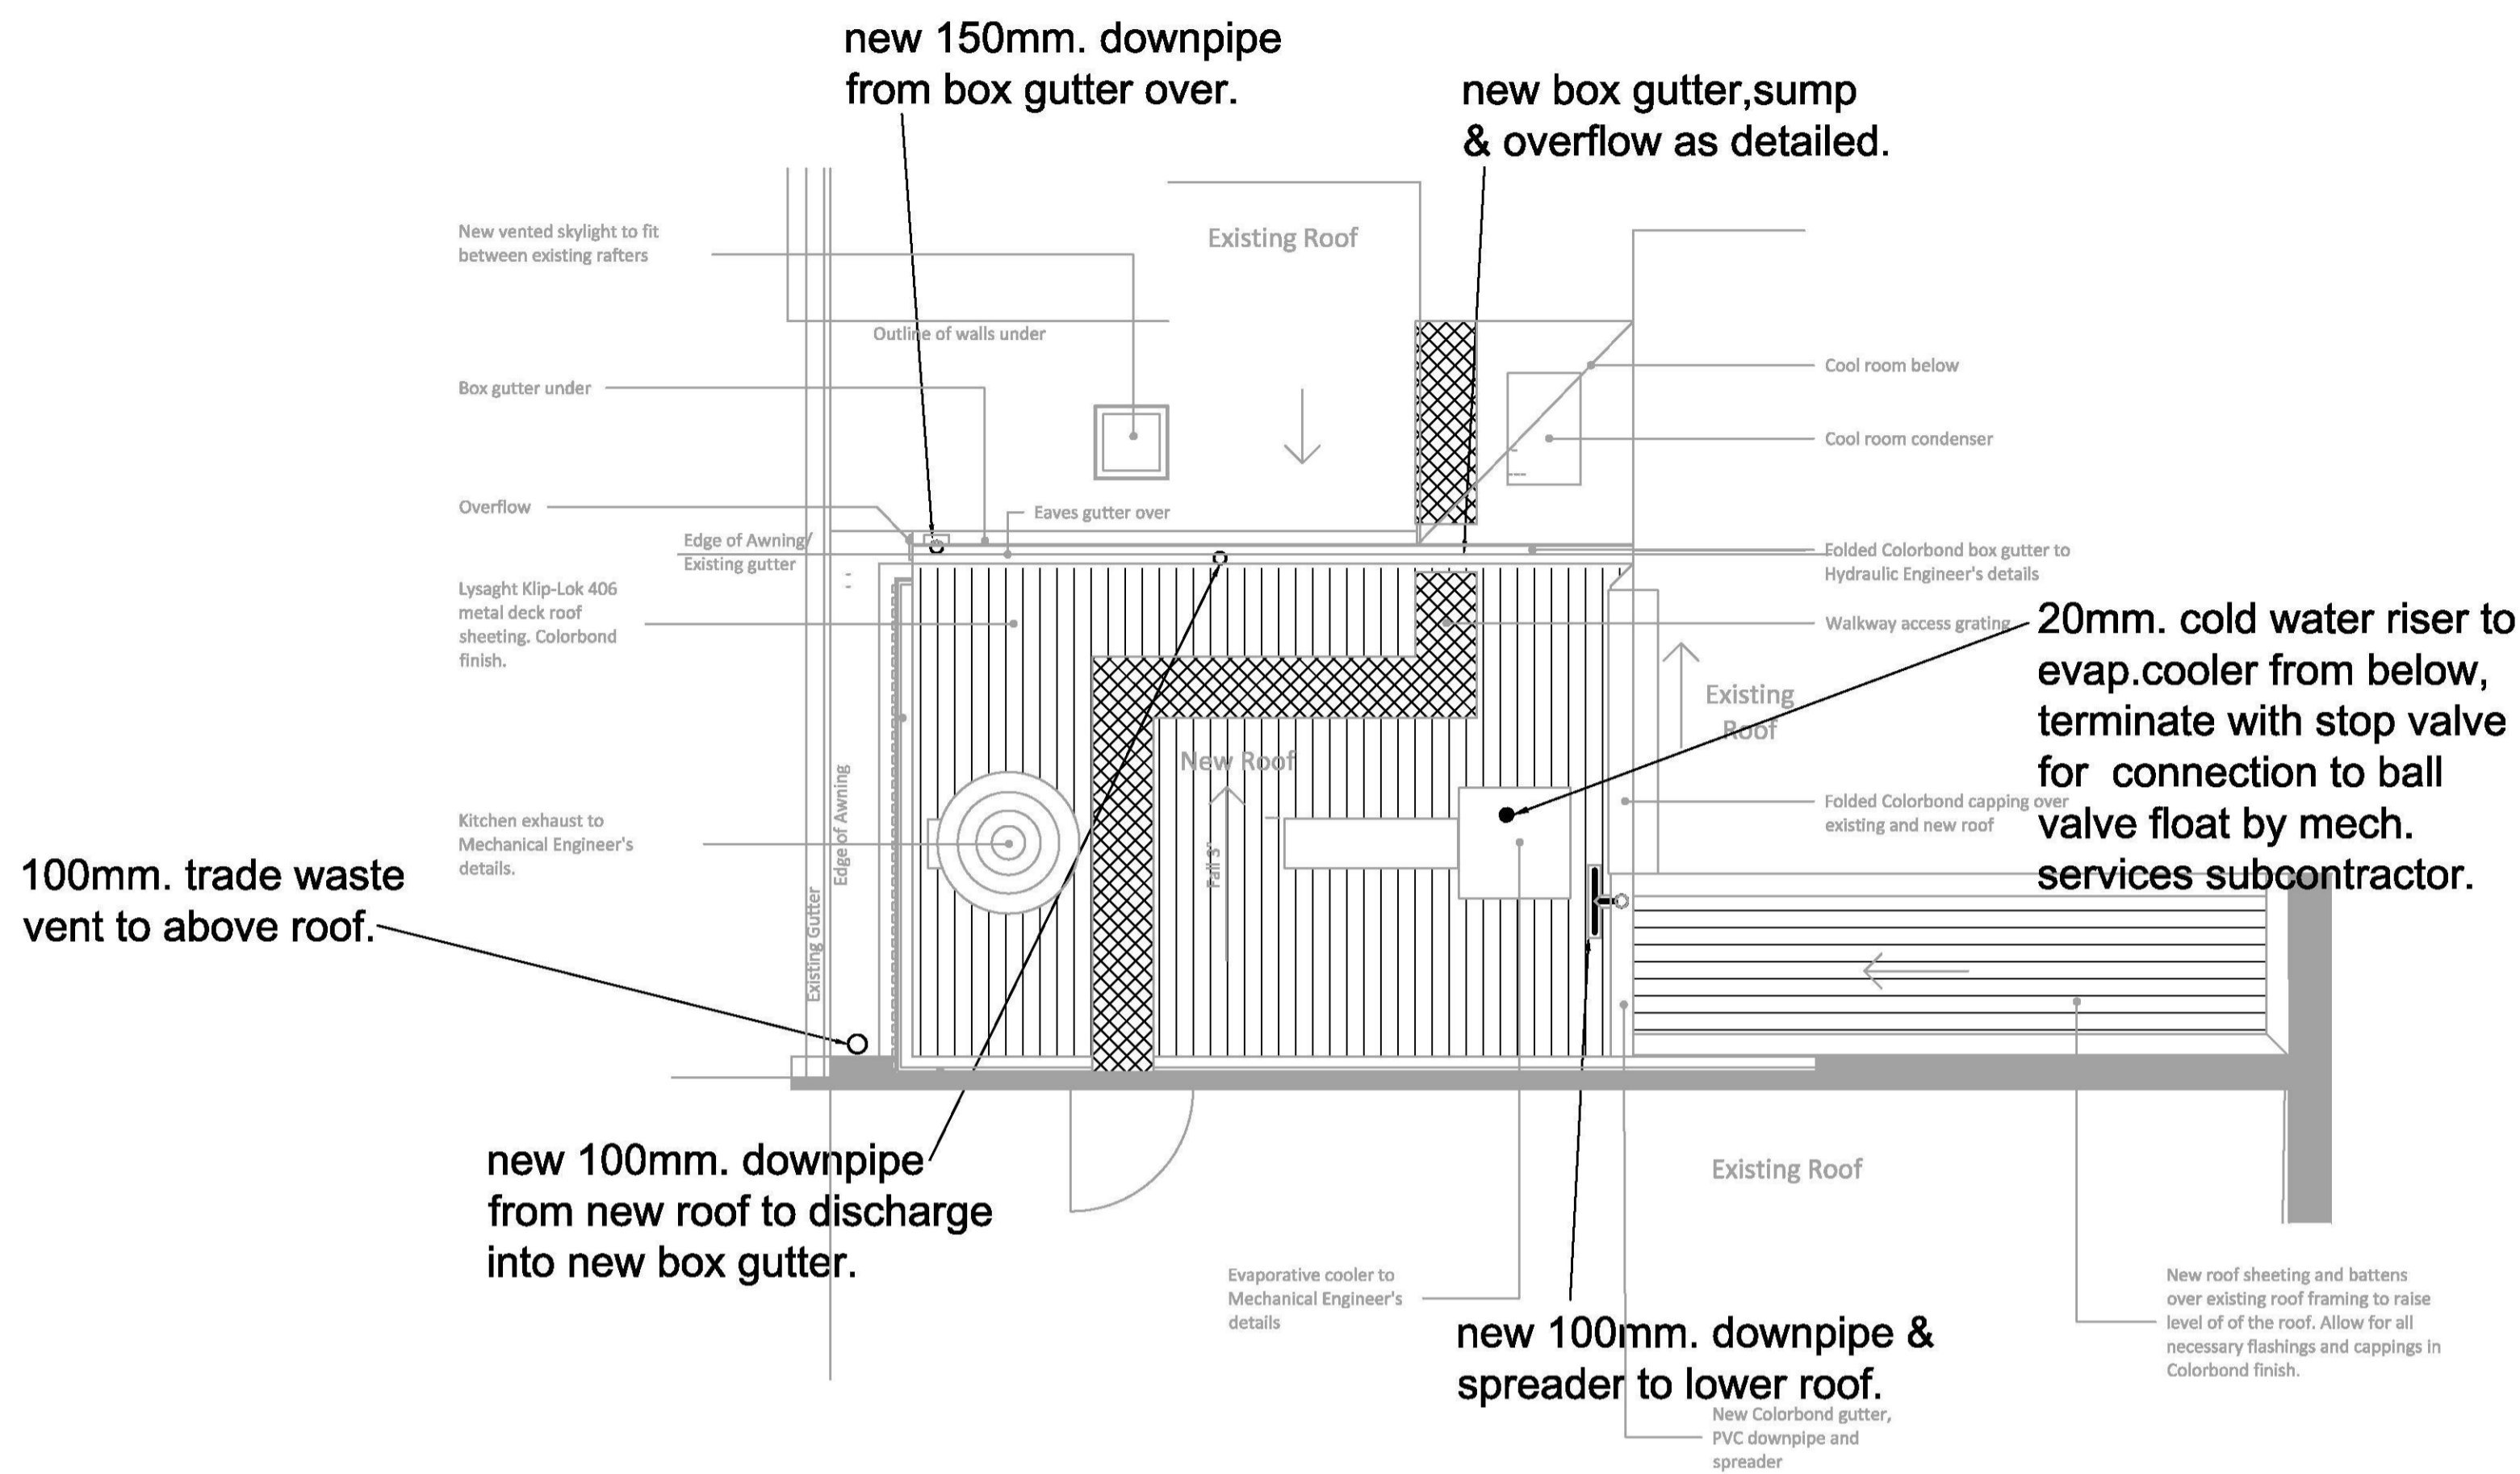 new 150mm. downpipe
from box gutter over.
new box gutter,sump
& overflow as detailed.
New vented skylight to fit
between existing rafters
Existing Roof
Outline of walls under
Box gutter under
Cool room below
Cool room condenser
Overflow
Eaves gutter over
Edge of Awning/
Existing gutter
Folded Colorbond box gutter to
Hydraulic Engineer's details
Lysaght Klip-Lok 406
metal deck roof
sheeting. Colorbond
finish.
Walkway access grating
20mm. cold water riser to
evap.cooler from below,
terminate with stop valve
for connection to ball
valve float by mech.
services subcontractor.
Existing
Roof
New Roof
Fall 3°
Edge of Awning
Existing Gutter
Folded Colorbond capping over
existing and new roof
Kitchen exhaust to
Mechanical Engineer's
details.
100mm. trade waste
vent to above roof.
new 100mm. downpipe
from new roof to discharge
into new box gutter.
Existing Roof
Evaporative cooler to
Mechanical Engineer's
details
new 100mm. downpipe &
spreader to lower roof.
New Colorbond gutter,
PVC downpipe and
spreader
New roof sheeting and battens
over existing roof framing to raise
level of of the roof. Allow for all
necessary flashings and cappings in
Colorbond finish.